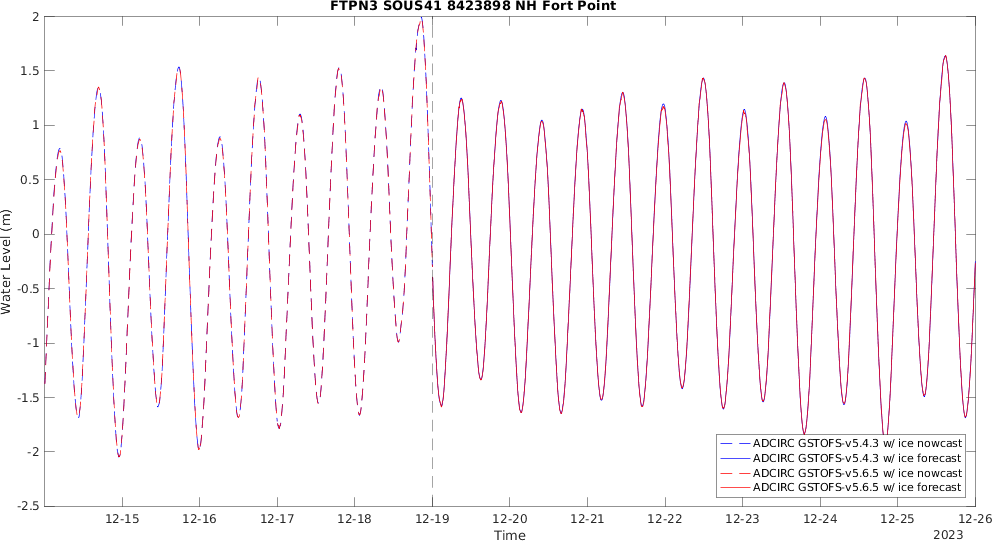 FTPN3 SOUS41 8423898 NH Fort Point
2
1.5
1
0.5
0
-0.5
-1
-1.5
-2
-2.5
Water Level (m)
ADCIRC GSTOFS-v5.4.3 w/ ice nowcast
ADCIRC GSTOFS-v5.4.3 w/ ice forecast
ADCIRC GSTOFS-v5.6.5 w/ ice nowcast
ADCIRC GSTOFS-v5.6.5 w/ ice forecast
12-15 12-16 12-17 12-18 12-19 12-20 12-21 12-22 12-23 12-24 12-25 12-26
Time
2023